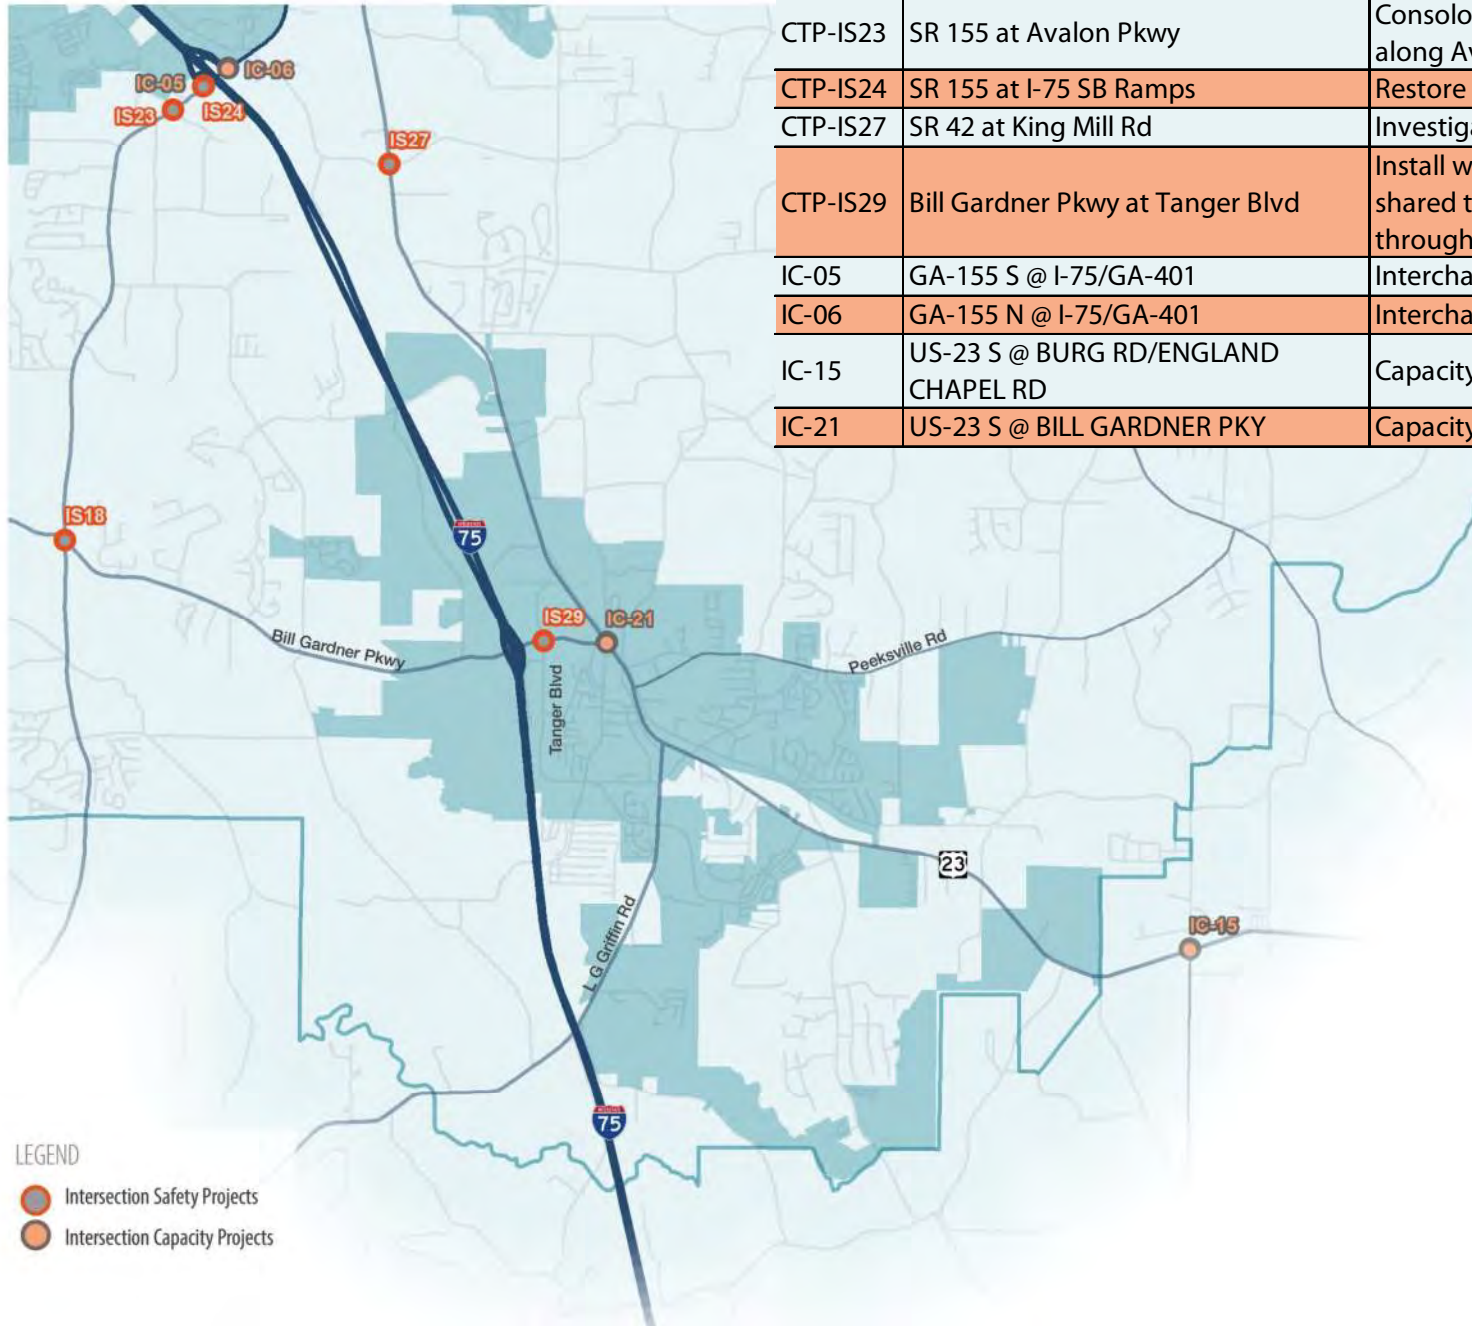 CTP-IS23 SR 155 at Avalon Pkwy Consolo
along Av
CTP-IS24 SR 155 at I-75 SB Ramps Restore
CTP-IS27 SR 42 at King Mill Rd Investiga
CTP-IS29 Bill Gardner Pkwy at Tanger Blvd Install w
shared t
through
IC-05 GA-155 S @ I-75/GA-401 Intercha
IC-06 GA-155 N @ I-75/GA-401 Intercha
IC-15 US-23 S @ BURG RD/ENGLAND
CHAPEL RD Capacity
IC-21 US-23 S @ BILL GARDNER PKY Capacity
IC-06
IC-05
IS23
IS24
IS27
IS18
75
IS29
IC-21
Bill Gardner Pkwy
Peeksville Rd
Tanger Blvd
23
IC-15
L G Griffin Rd
75
LEGEND
Intersection Safety Projects
Intersection Capacity Projects